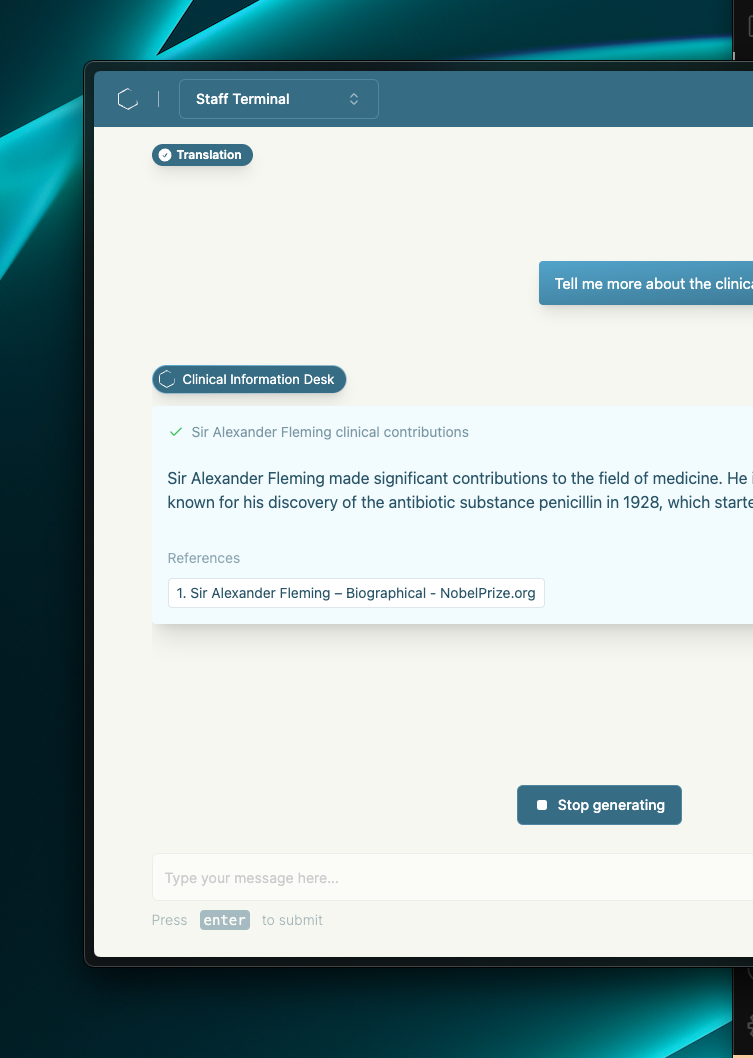 Staff Terminal
Translation
Tell me more about the clinic
Clinical Information Desk
Sir Alexander Fleming clinical contributions
Sir Alexander Fleming made significant contributions to the field of medicine. He
known for his discovery of the antibiotic substance penicillin in 1928, which starte
References
1. Sir Alexander Fleming – Biographical - NobelPrize.org
Stop generating
Type your message here...
Press enter to submit